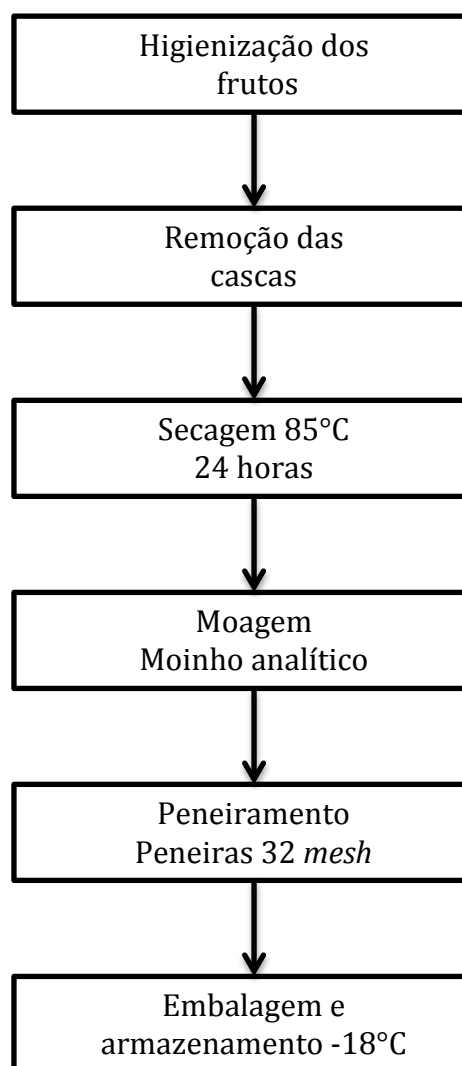 Higienização dos
frutos
Remoção das
cascas
Secagem 85°C
24 horas
Moagem
Moinho analítico
Peneiramento
Peneiras 32 mesh
Embalagem e
armazenamento -18°C